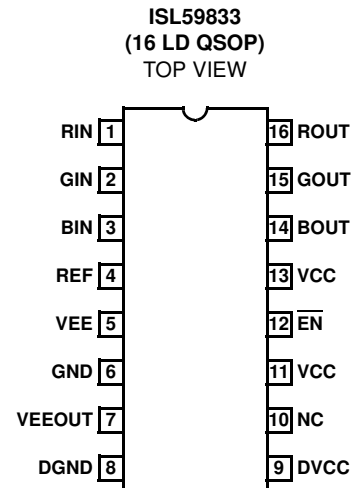 ISL59833
(16 LD QSOP)
TOP VIEW
RIN 1 16 ROUT
GIN 2 15 GOUT
BIN 3 14 BOUT
REF 4 13 VCC
VEE 5 12 EN
GND 6 11 VCC
VEEOUT 7 10 NC
DGND 8 9 DVCC